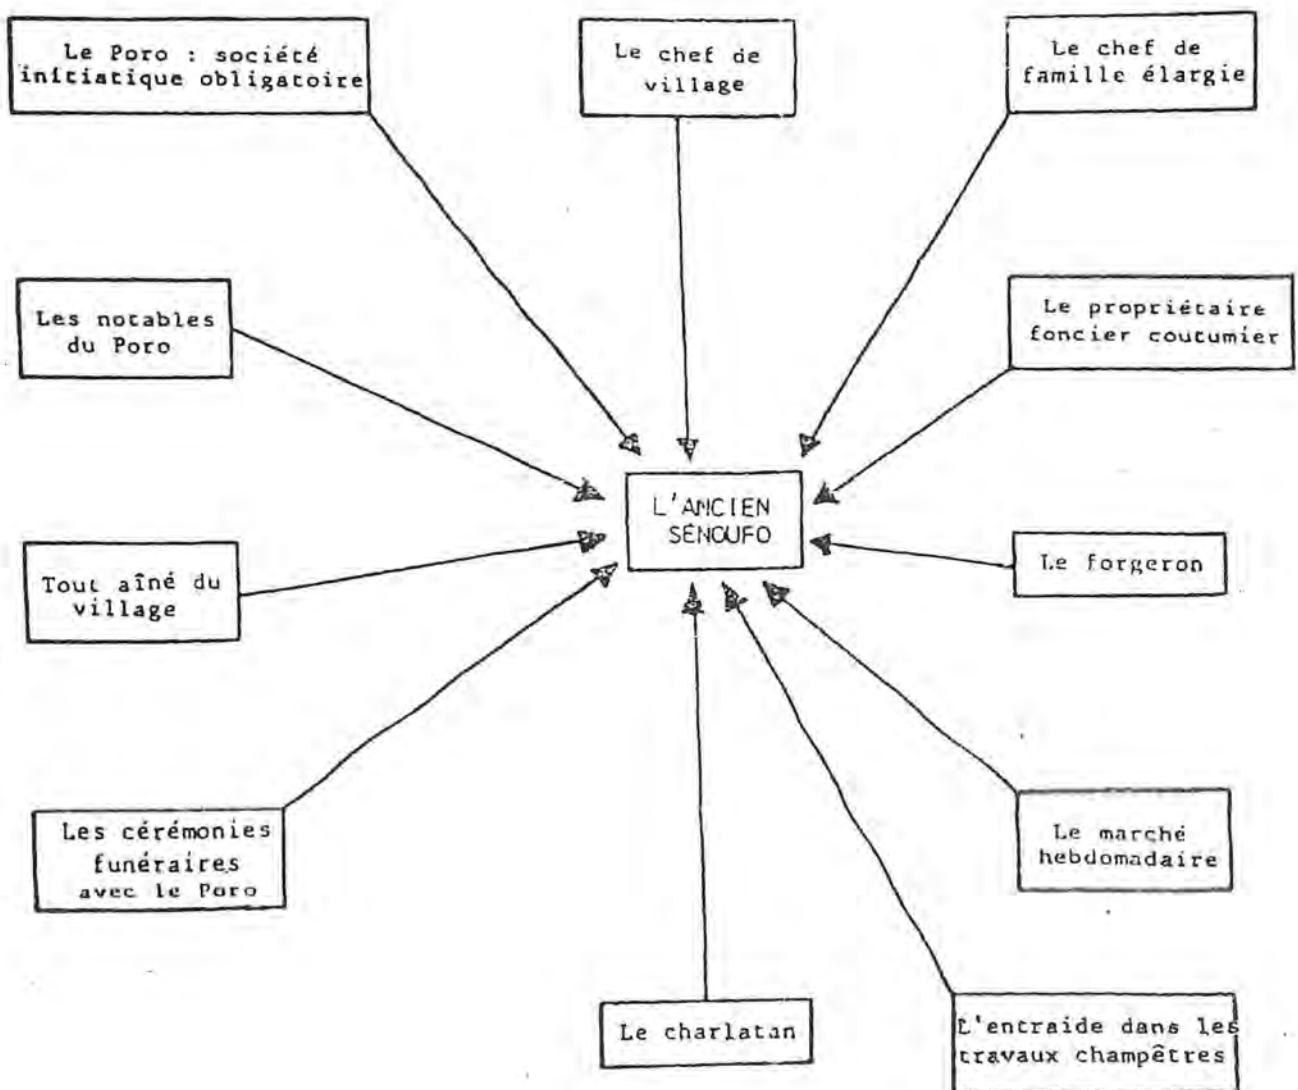 Le Poro : société
initiatique obligatoire
Le chef de
village
Le chef de
famille élargie
Les notables
du Poro
Le propriétaire
foncier coutumier
L'ANCIEN
SÉNOUFO
Tout aîné du
village
Le forgeron
Les cérémonies
funéraires
avec le Poro
Le marché
hebdomadaire
Le charlatan
L'entraide dans les
travaux champêtres